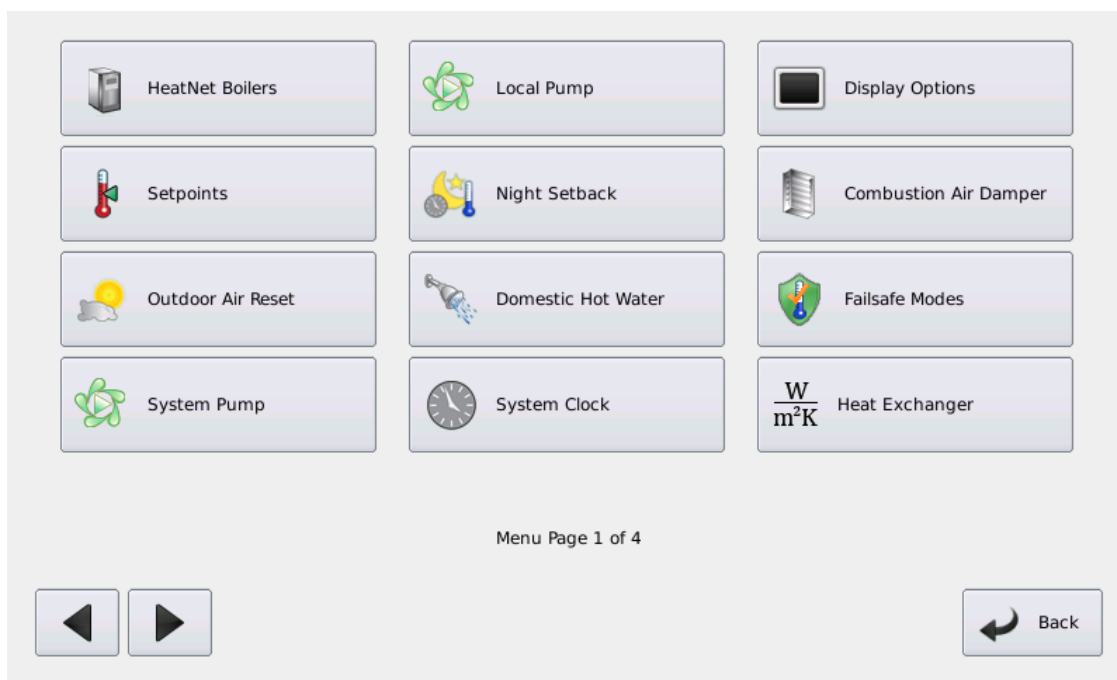 HeatNet Boilers
Local Pump
Display Options
Setpoints
Night Setback
Combustion Air Damper
Outdoor Air Reset
Domestic Hot Water
Failsafe Modes
System Pump
System Clock
W
m²K
Heat Exchanger
Menu Page 1 of 4
Back